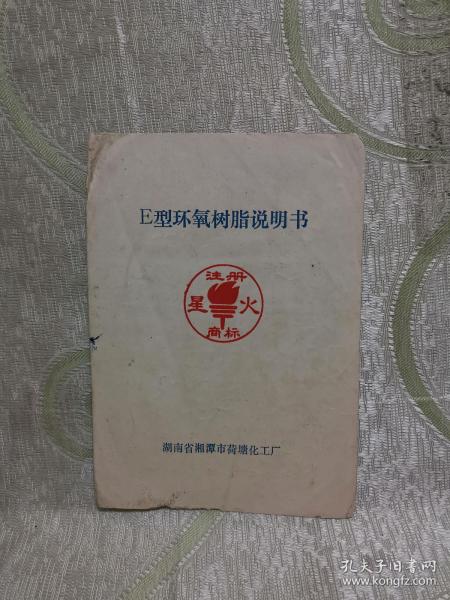 E型环氧树脂说明书
注册
星火
商标
湖南省湘潭市荷塘化工厂
孔夫子旧书网
www.kongfz.com